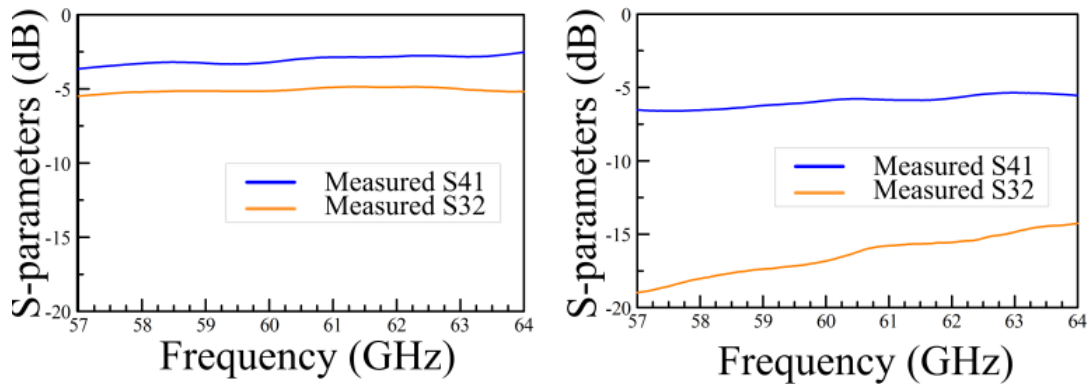 S-parameters (dB)
0
-5
-10
-15
-20
Measured S41
Measured S32
57 58 59 60 61 62 63 64
Frequency (GHz)
S-parameters (dB)
0
-5
-10
-15
-20
Measured S41
Measured S32
57 58 59 60 61 62 63 64
Frequency (GHz)